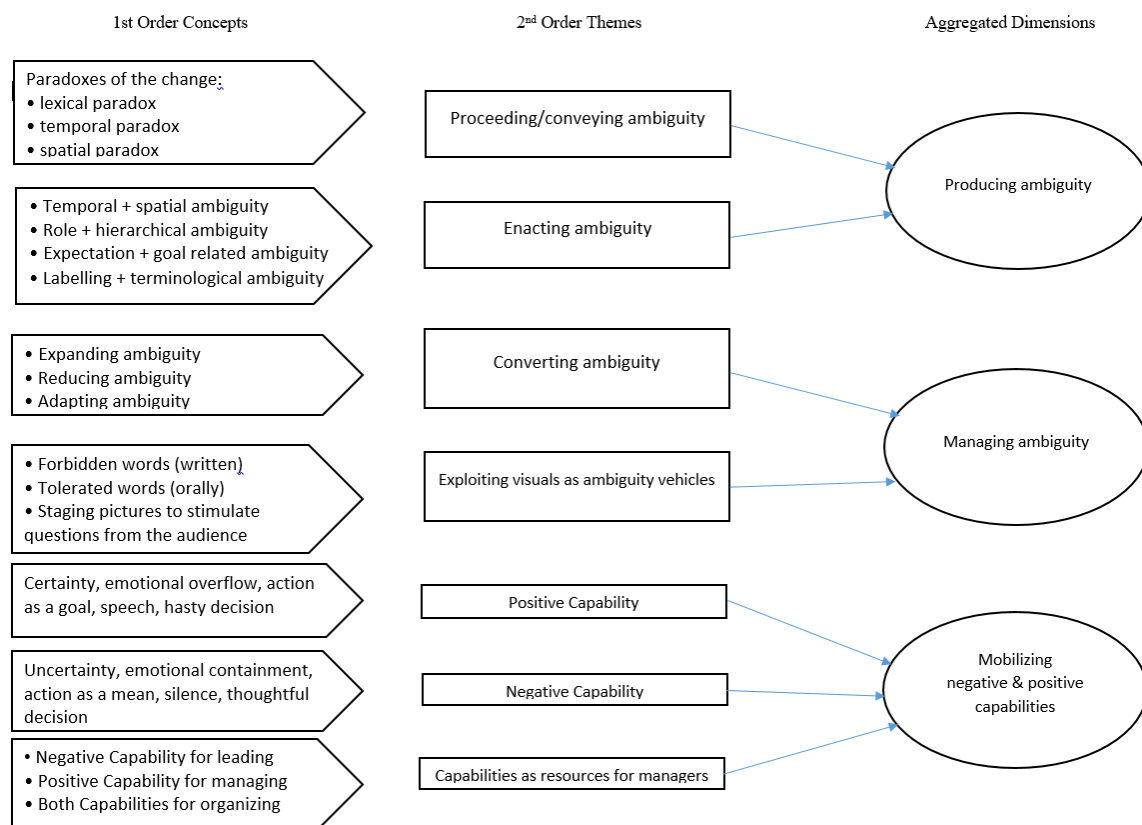 1st Order Concepts
2nd Order Themes
Aggregated Dimensions
Paradoxes of the change:
• lexical paradox
• temporal paradox
• spatial paradox
Proceeding/conveying ambiguity
Producing ambiguity
• Temporal + spatial ambiguity
• Role + hierarchical ambiguity
• Expectation + goal related ambiguity
• Labelling + terminological ambiguity
Enacting ambiguity
• Expanding ambiguity
• Reducing ambiguity
• Adapting ambiguity
Converting ambiguity
Managing ambiguity
• Forbidden words (written)
• Tolerated words (orally)
• Staging pictures to stimulate
questions from the audience
Exploiting visuals as ambiguity vehicles
Certainty, emotional overflow, action
as a goal, speech, hasty decision
Positive Capability
Uncertainty, emotional containment,
action as a mean, silence, thoughtful
decision
Negative Capability
Mobilizing
negative & positive
capabilities
• Negative Capability for leading
• Positive Capability for managing
• Both Capabilities for organizing
Capabilities as resources for managers